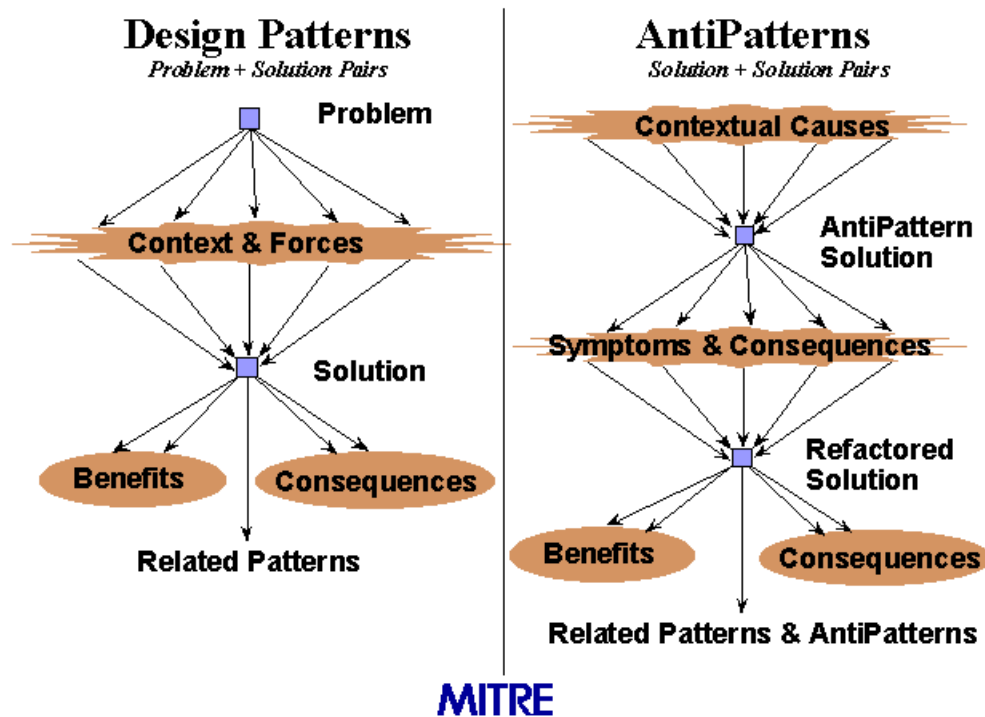 Design Patterns
Problem + Solution Pairs
Problem
Context & Forces
Solution
Benefits
Consequences
Related Patterns
AntiPatterns
Solution + Solution Pairs
Contextual Causes
AntiPattern
Solution
Symptoms & Consequences
Refactored
Solution
Benefits
Consequences
Related Patterns & AntiPatterns
MITRE